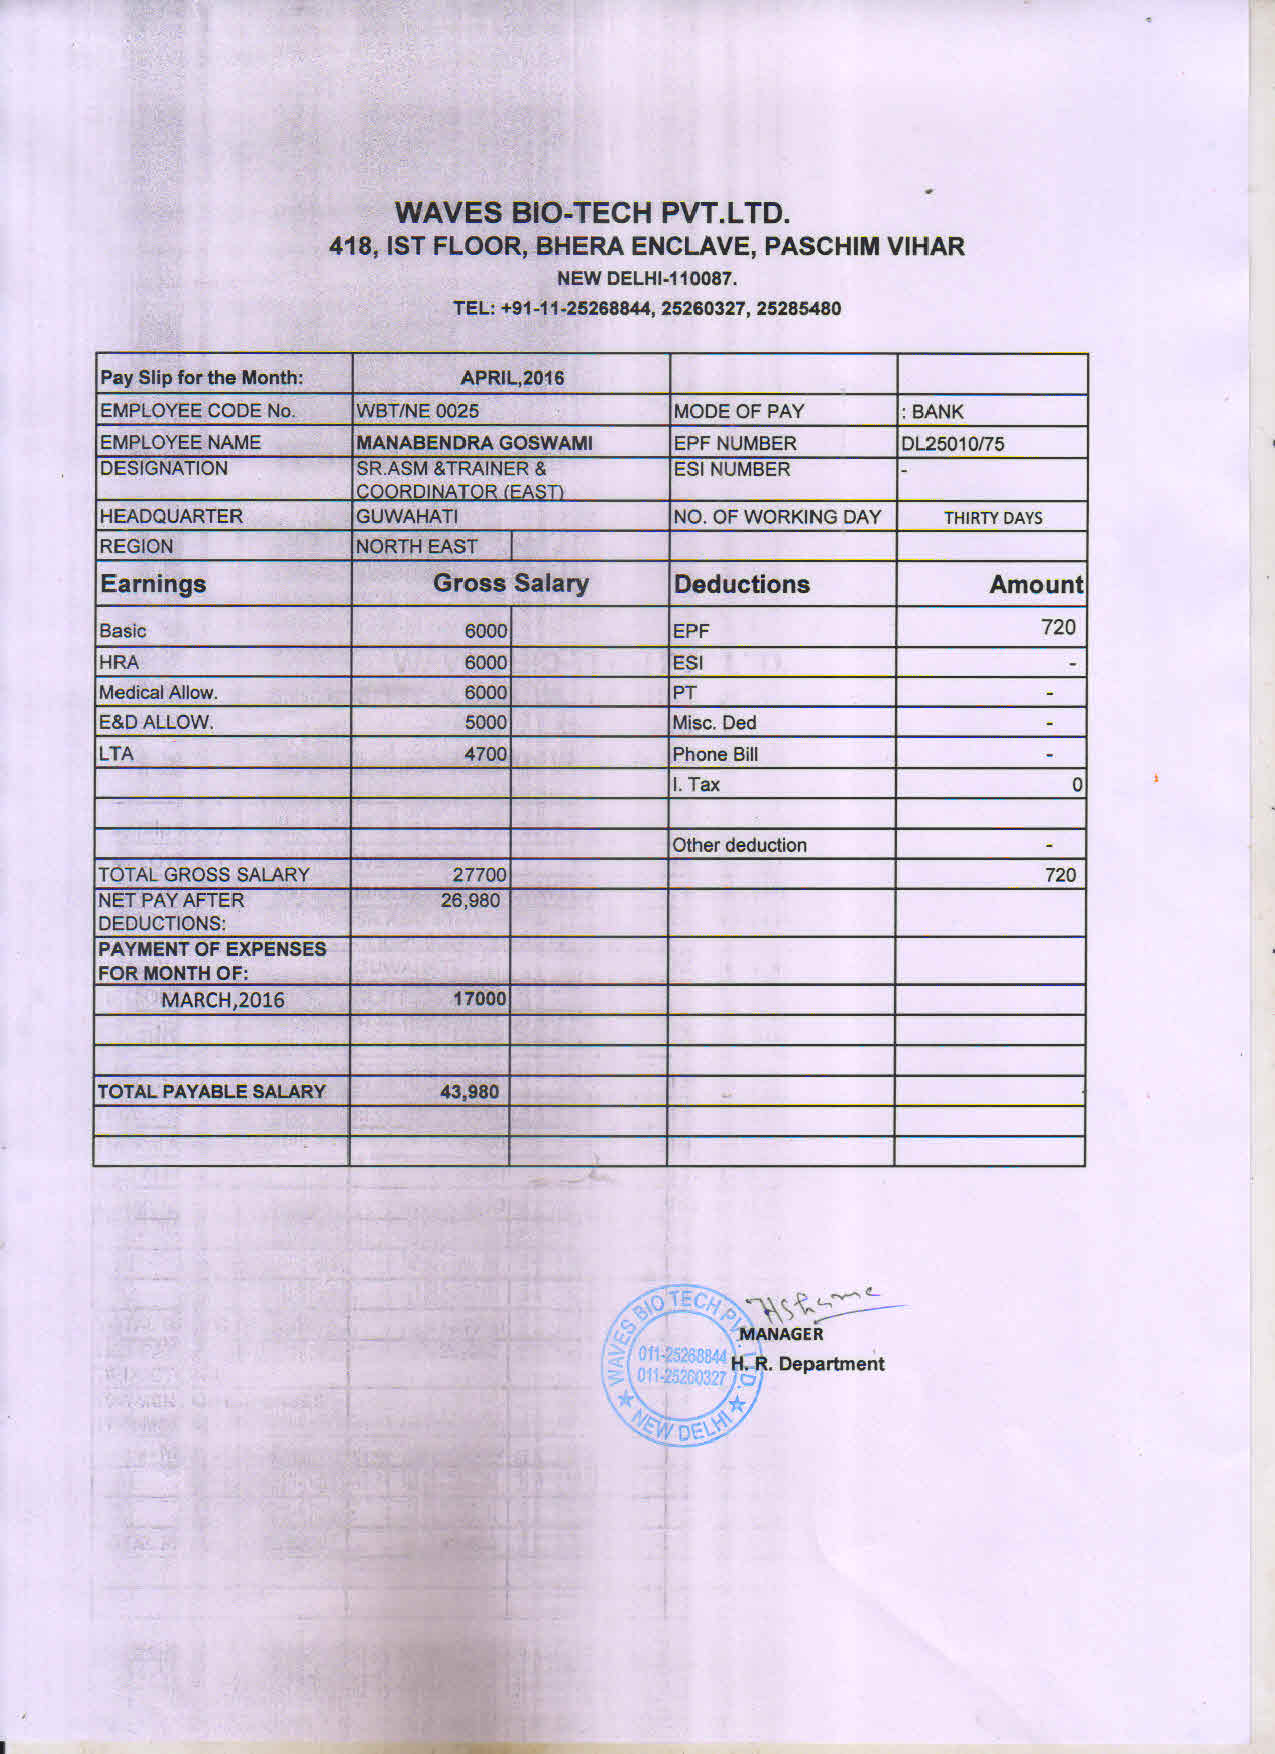 WAVES BIO-TECH PVT.LTD.
418, IST FLOOR, BHERA ENCLAVE, PASCHIM VIHAR
NEW DELHI-110087.
TEL: +91-11-25268844, 25260327, 25285480
Pay Slip for the Month: APRIL,2016
EMPLOYEE CODE No. WBT/NE 0025 MODE OF PAY : BANK
EMPLOYEE NAME MANABENDRA GOSWAMI EPF NUMBER DL25010/75
DESIGNATION SR.ASM &TRAINER & ESI NUMBER -
COORDINATOR (EAST)
HEADQUARTER GUWAHATI NO. OF WORKING DAY THIRTY DAYS
REGION NORTH EAST
Earnings Gross Salary Deductions Amount
Basic 6000 EPF 720
HRA 6000 ESI -
Medical Allow. 6000 PT -
E&D ALLOW. 5000 Misc. Ded -
LTA 4700 Phone Bill -
I. Tax 0
Other deduction -
TOTAL GROSS SALARY 27700 720
NET PAY AFTER 26,980
DEDUCTIONS:
PAYMENT OF EXPENSES
FOR MONTH OF:
MARCH,2016 17000
TOTAL PAYABLE SALARY 43,980
MANAGER
H. R. Department
WAVES BIO TECH PVT. LTD.
011-25268844
011-25260327
★ NEW DELHI ★